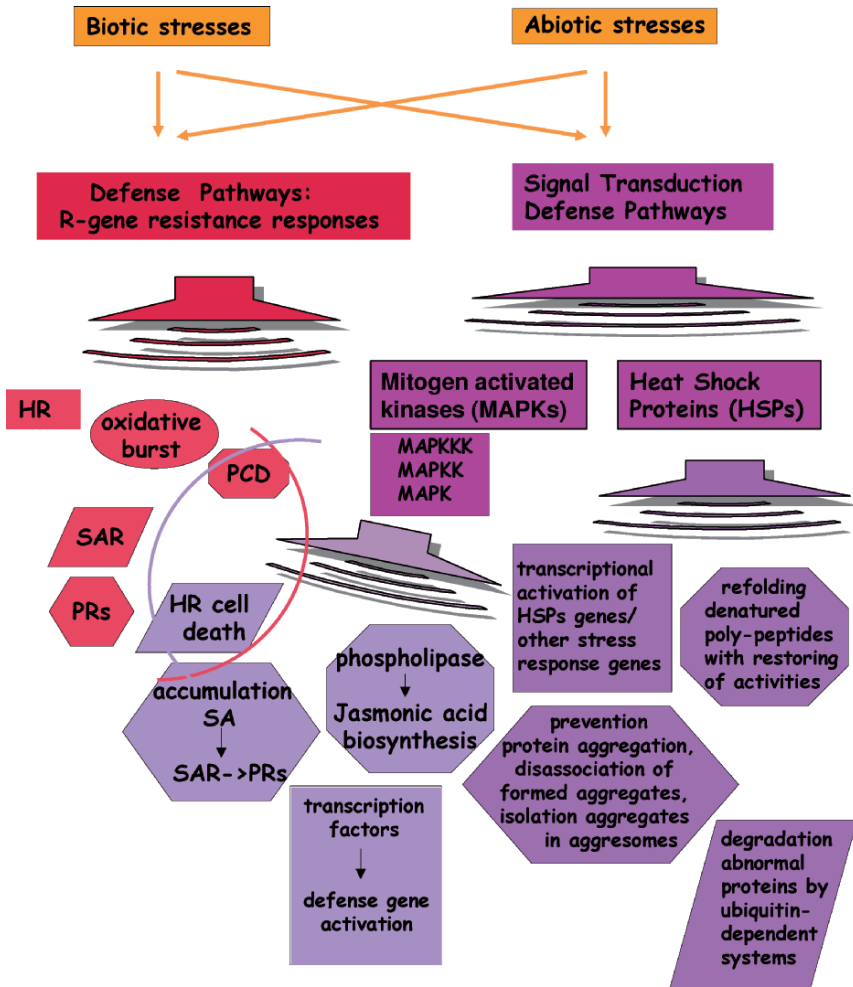 Biotic stresses
Abiotic stresses
Defense Pathways:
R-gene resistance responses
Signal Transduction
Defense Pathways
HR
oxidative
burst
PCD
SAR
PRs
HR cell
death
accumulation
SA
SAR->PRs
Mitogen activated
kinases (MAPKs)
MAPKKK
MAPKK
MAPK
Heat Shock
Proteins (HSPs)
phospholipase
Jasmonic acid
biosynthesis
transcription
factors
defense gene
activation
transcriptional
activation of
HSPs genes/
other stress
response genes
refolding
denatured
poly-peptides
with restoring
of activities
prevention
protein aggregation,
disassociation of
formed aggregates,
isolation aggregates
in aggresomes
degradation
abnormal
proteins by
ubiquitin-
dependent
systems